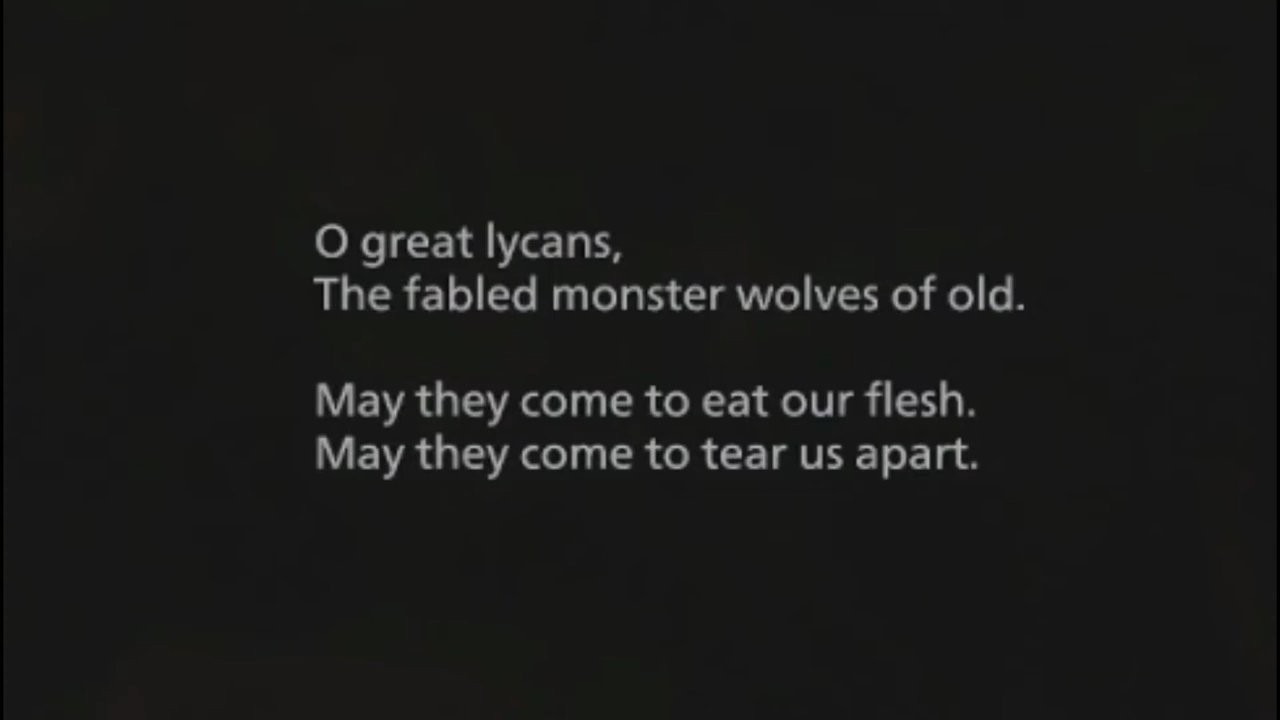 O great lycans,
The fabled monster wolves of old.
May they come to eat our flesh.
May they come to tear us apart.